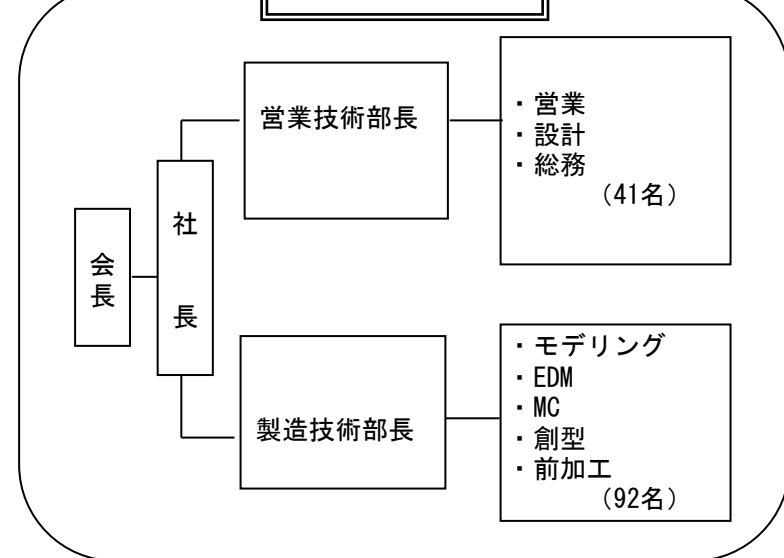 会長
社長
営業技術部長
・営業
・設計
・総務
（41名）
製造技術部長
・モデリング
・EDM
・MC
・創型
・前加工
（92名）